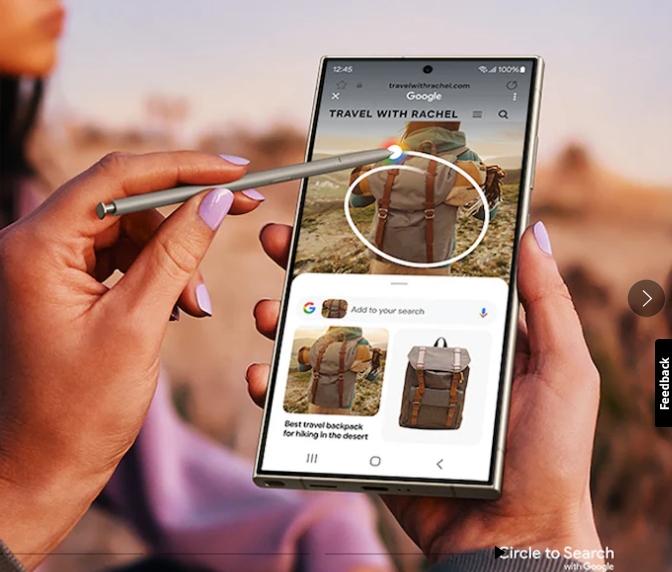 12:45
100%
travelwithrachel.com
Google
TRAVEL WITH RACHEL
Add to your search
Best travel backpack
for hiking in the desert
Feedback
Circle to Search
with Google